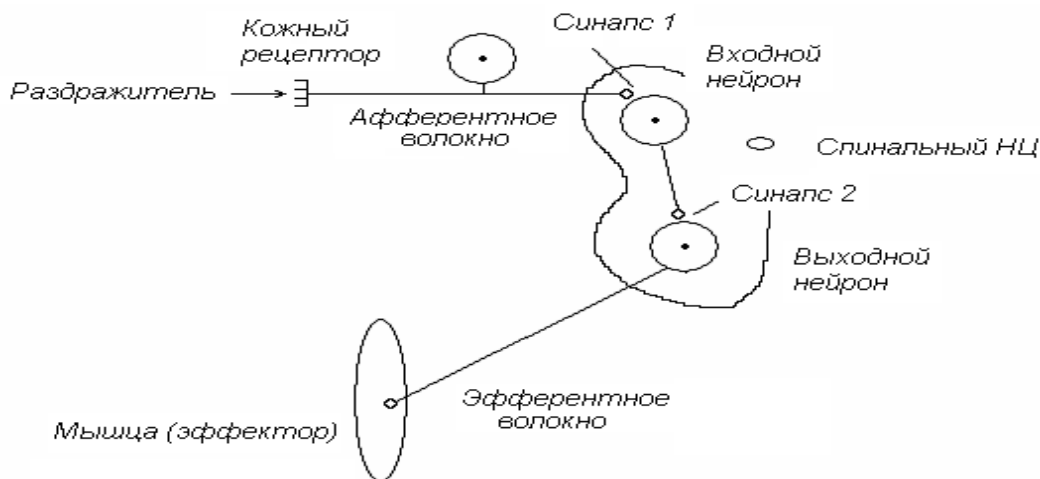 Синапс 1
Кожный
рецептор
Входной
нейрон
Раздражитель
Афферентное
волокно
Спинальный НЦ
Синапс 2
Выходной
нейрон
Эфферентное
волокно
Мышца (эффектор)